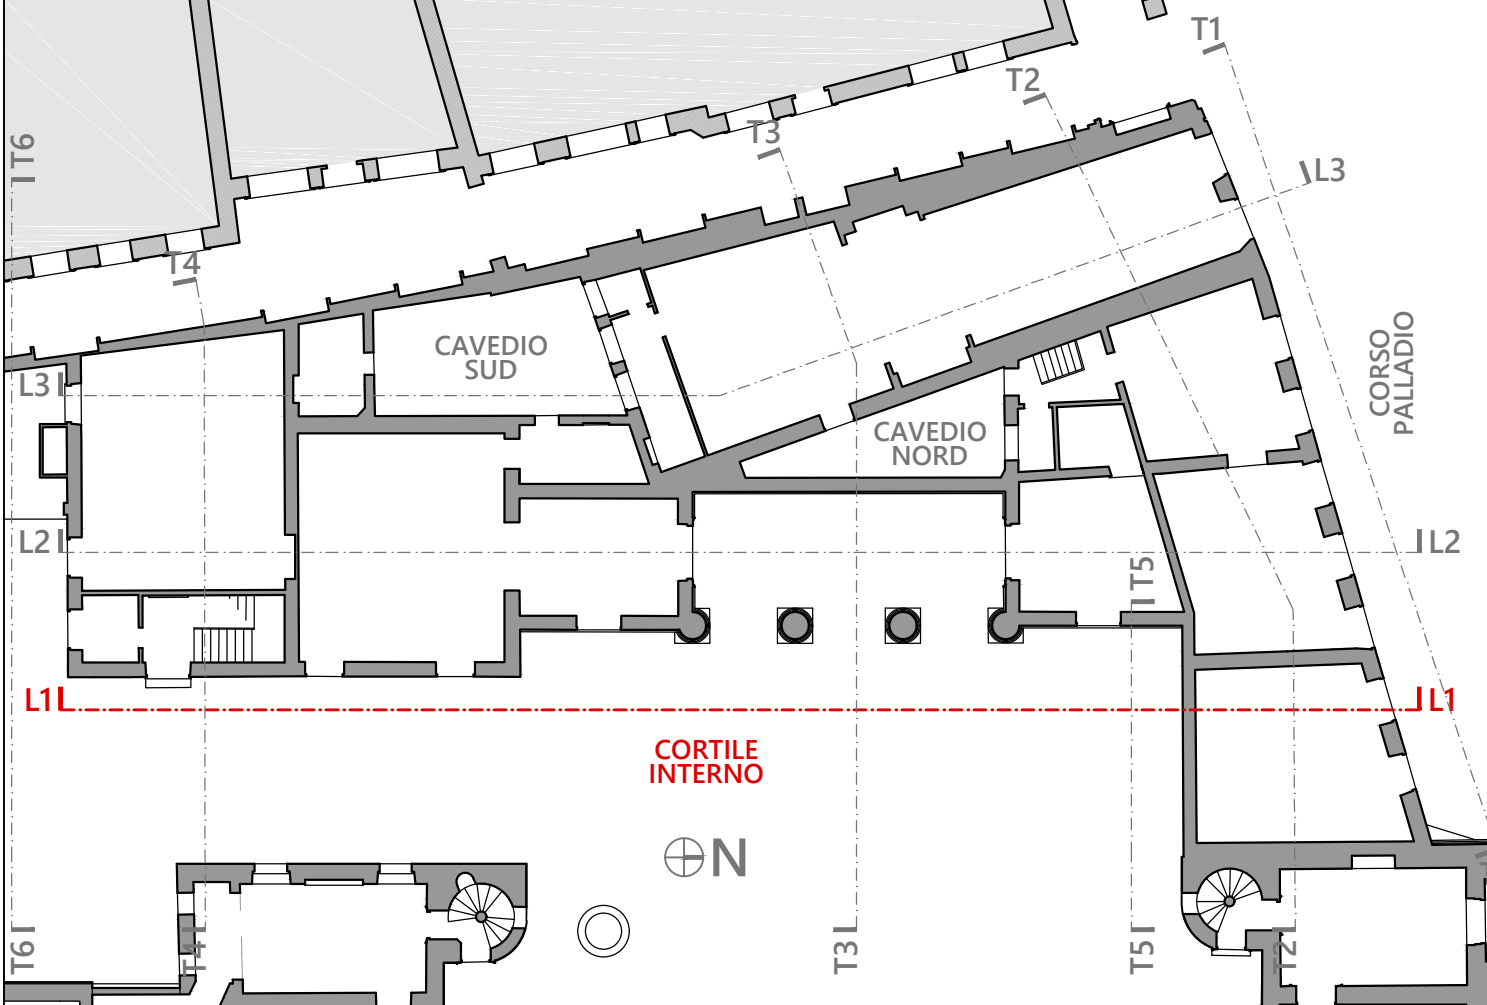 T1
T2
T3
T6
L3
T4
CAVEDIO
SUD
L3
CORSO
PALLADIO
CAVEDIO
NORD
L2
L2
T5
L1
L1
CORTILE
INTERNO
N
T6
T4
T3
T5
T2